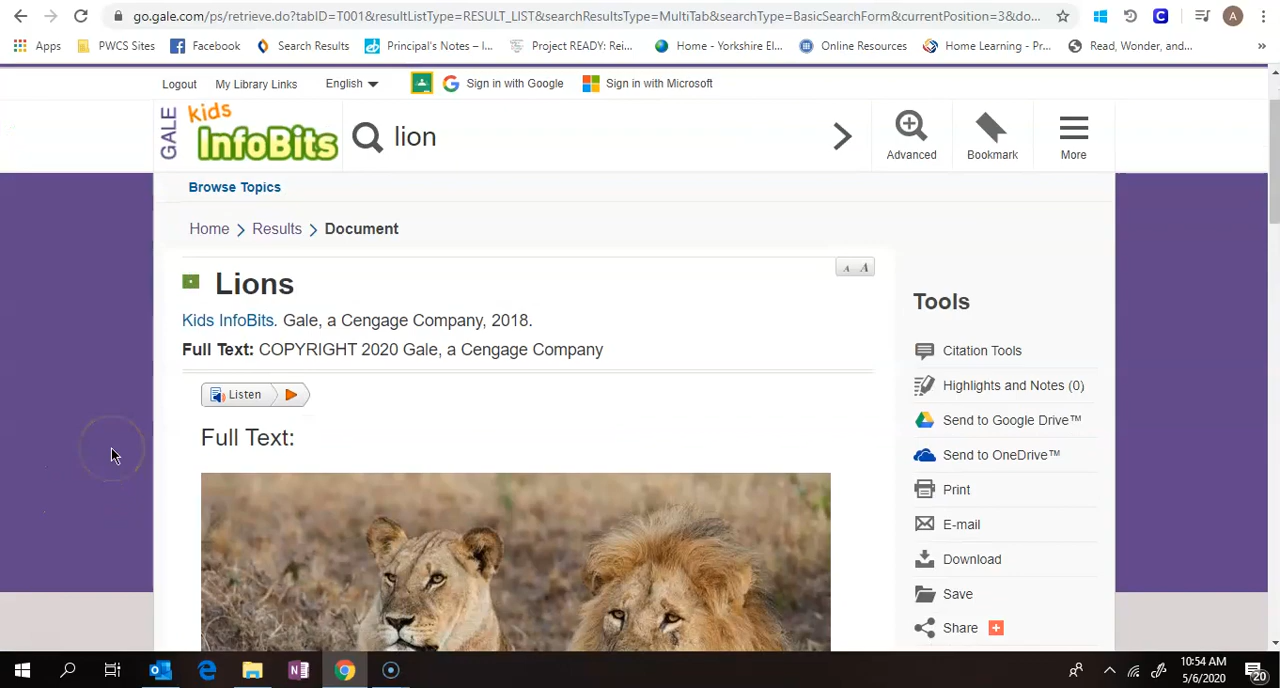 go.gale.com/ps/retrieve.do?tabID=T001&resultListType=RESULT_LIST&searchResultsType=MultiTab&searchType=BasicSearchForm&currentPosition=3&do...
A
Apps PWCS Sites Facebook Search Results Principal's Notes – I... Project READY: Rei... Home - Yorkshire El... Online Resources Home Learning - Pr... Read, Wonder, and... »
Logout My Library Links English Sign in with Google Sign in with Microsoft
GALE kids InfoBits lion Advanced Bookmark More
Browse Topics
Home Results Document
A A
Lions
Kids InfoBits. Gale, a Cengage Company, 2018.
Full Text: COPYRIGHT 2020 Gale, a Cengage Company
Listen
Full Text:
Tools
Citation Tools
Highlights and Notes (0)
Send to Google Drive™
Send to OneDrive™
Print
E-mail
Download
Save
Share
10:54 AM
5/6/2020
20